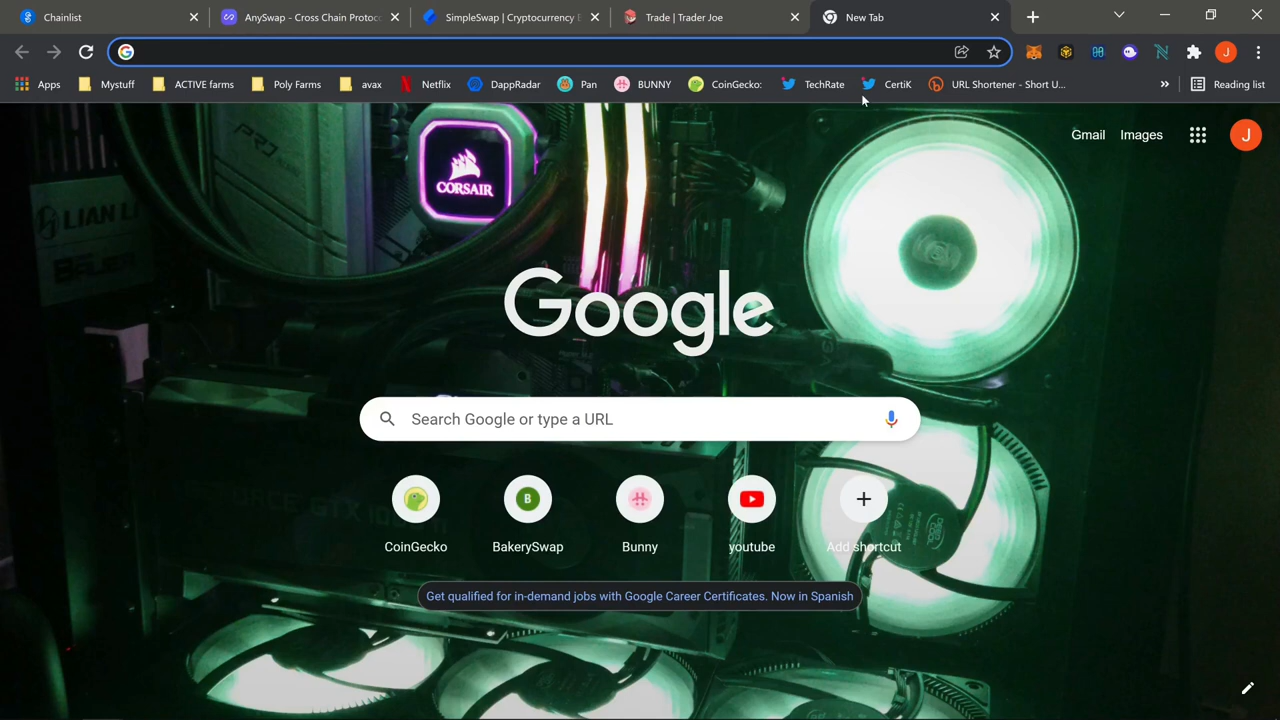 Chainlist
AnySwap - Cross Chain Protoc
SimpleSwap | Cryptocurrency E
Trade | Trader Joe
New Tab
J
Apps
Mystuff
ACTIVE farms
Poly Farms
avax
Netflix
DappRadar
Pan
BUNNY
CoinGecko:
TechRate
CertiK
URL Shortener - Short U...
»
Reading list
Gmail
Images
J
PRO
CORSAIR
LIAN LI
Google
Search Google or type a URL
B
CoinGecko
BakerySwap
Bunny
youtube
Add shortcut
Get qualified for in-demand jobs with Google Career Certificates. Now in Spanish